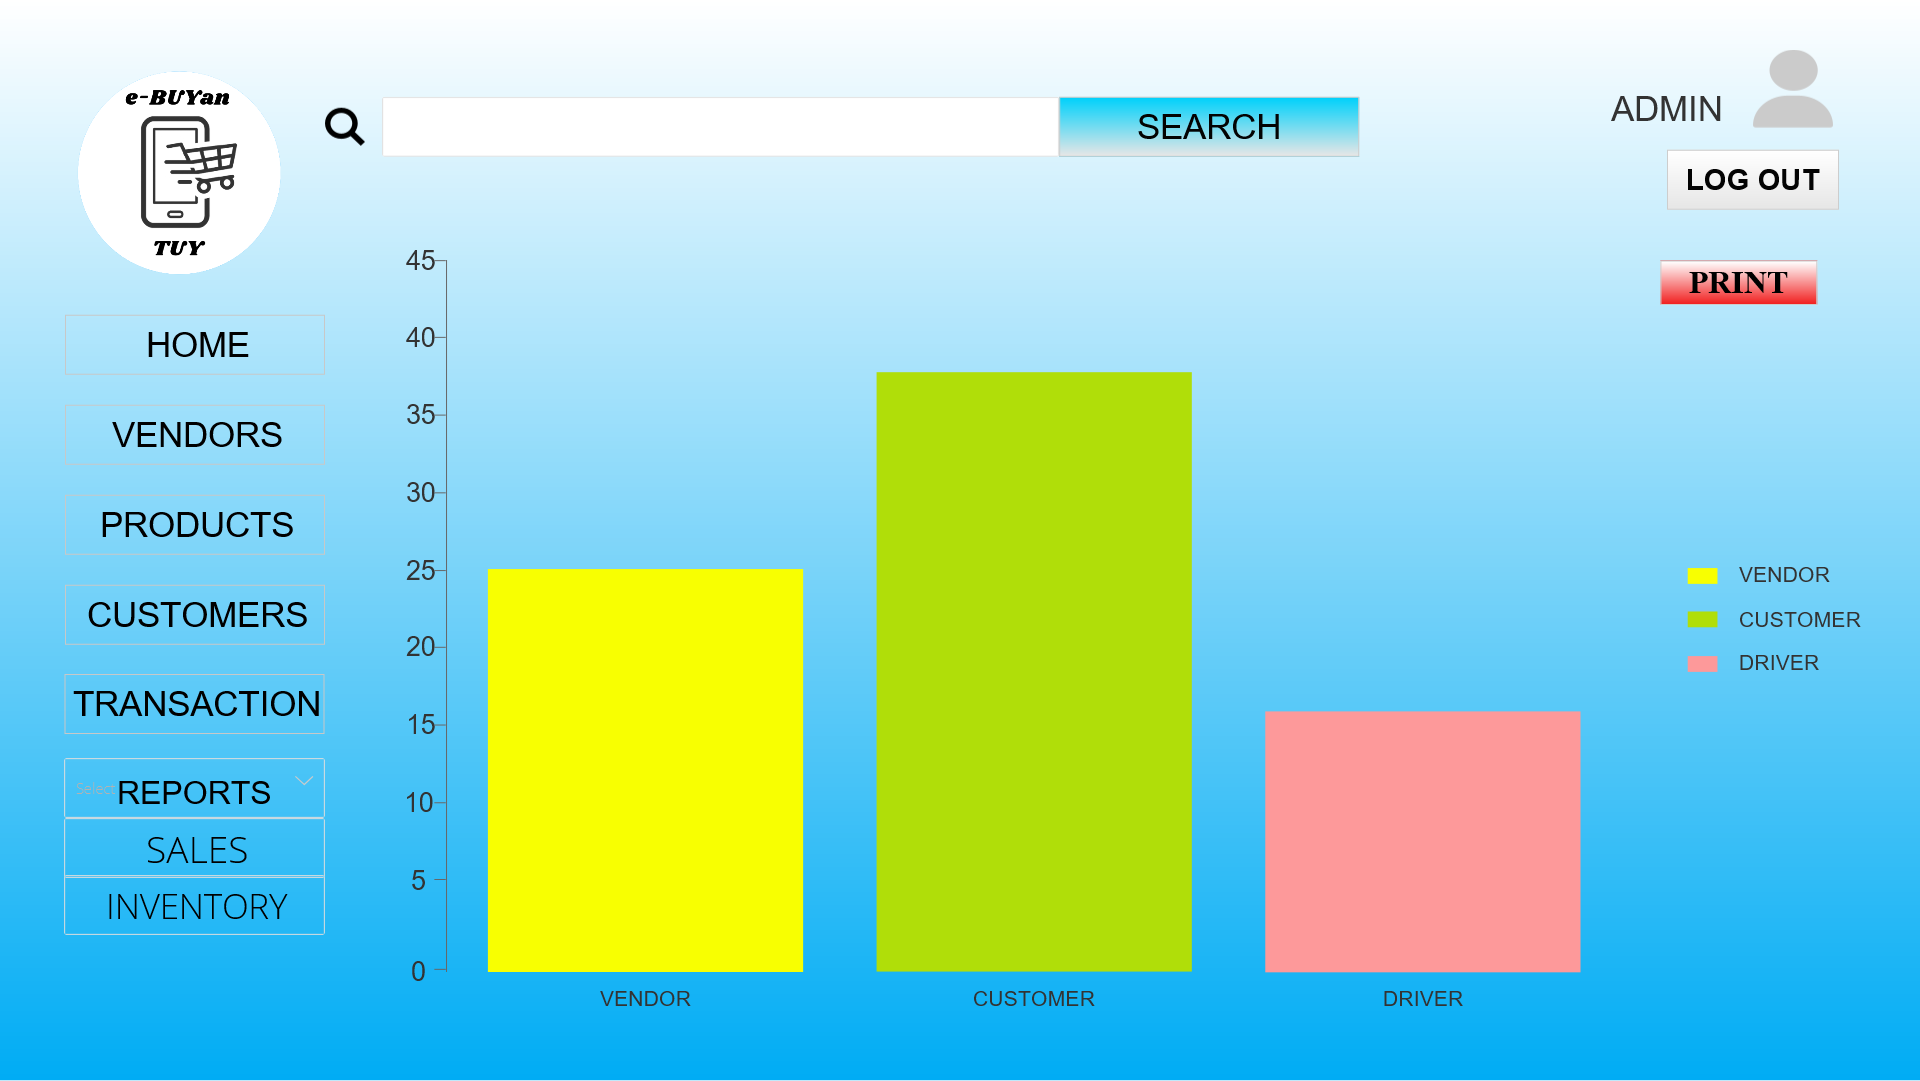 e-BUYan
TUY
SEARCH
ADMIN
LOG OUT
PRINT
HOME
VENDORS
PRODUCTS
CUSTOMERS
TRANSACTION
Select
REPORTS
SALES
INVENTORY
45
40
35
30
25
20
15
10
5
0
VENDOR
CUSTOMER
DRIVER
VENDOR
CUSTOMER
DRIVER